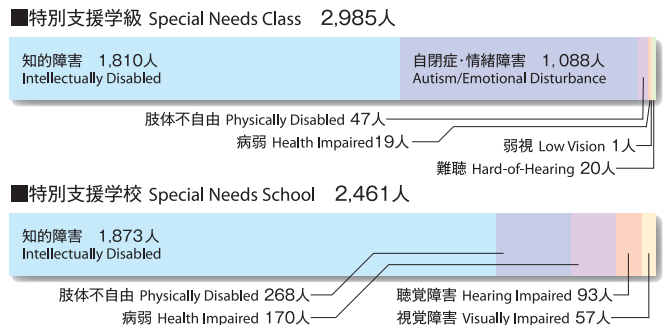 ■特別支援学級 Special Needs Class 2,985人
知的障害 1,810人
Intellectually Disabled
自閉症・情緒障害 1,088人
Autism/Emotional Disturbance
肢体不自由 Physically Disabled 47人
病弱 Health Impaired19人
弱視 Low Vision 1人
難聴 Hard-of-Hearing 20人
■特別支援学校 Special Needs School 2,461人
知的障害 1,873人
Intellectually Disabled
肢体不自由 Physically Disabled 268人
聴覚障害 Hearing Impaired 93人
病弱 Health Impaired 170人
視覚障害 Visually Impaired 57人